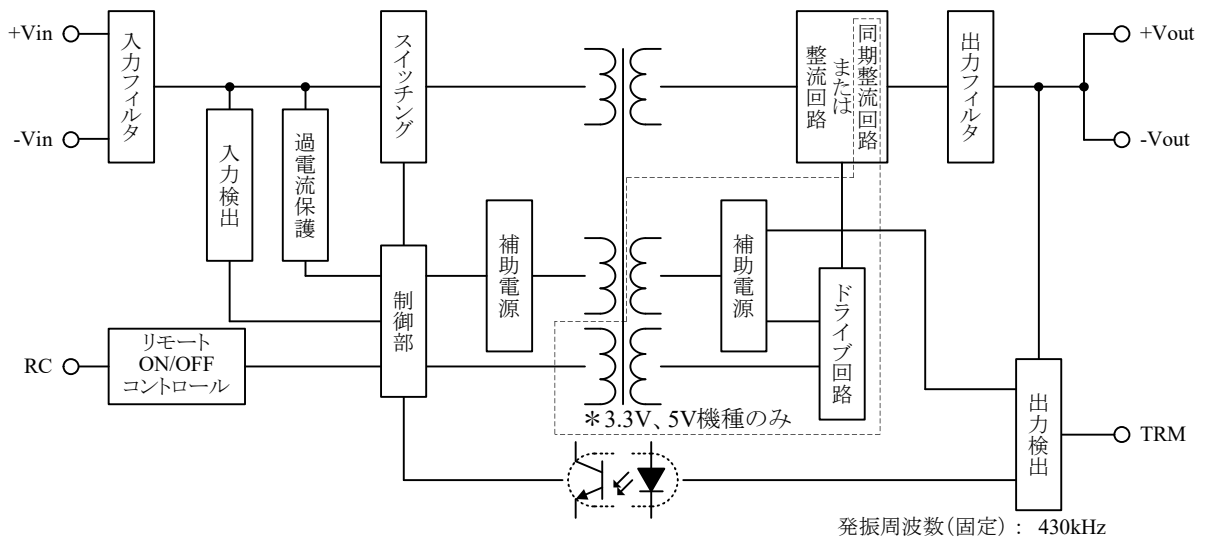 +Vin
-Vin
入力フィルタ
入力検出
過電流保護
スイッチング
制御部
補助電源
RC
リモート
ON/OFF
コントロール
整流回路
または
同期整流回路
出力フィルタ
+Vout
-Vout
補助電源
ドライブ回路
＊3.3V、5V機種のみ
出力検出
TRM
発振周波数（固定）： 430kHz